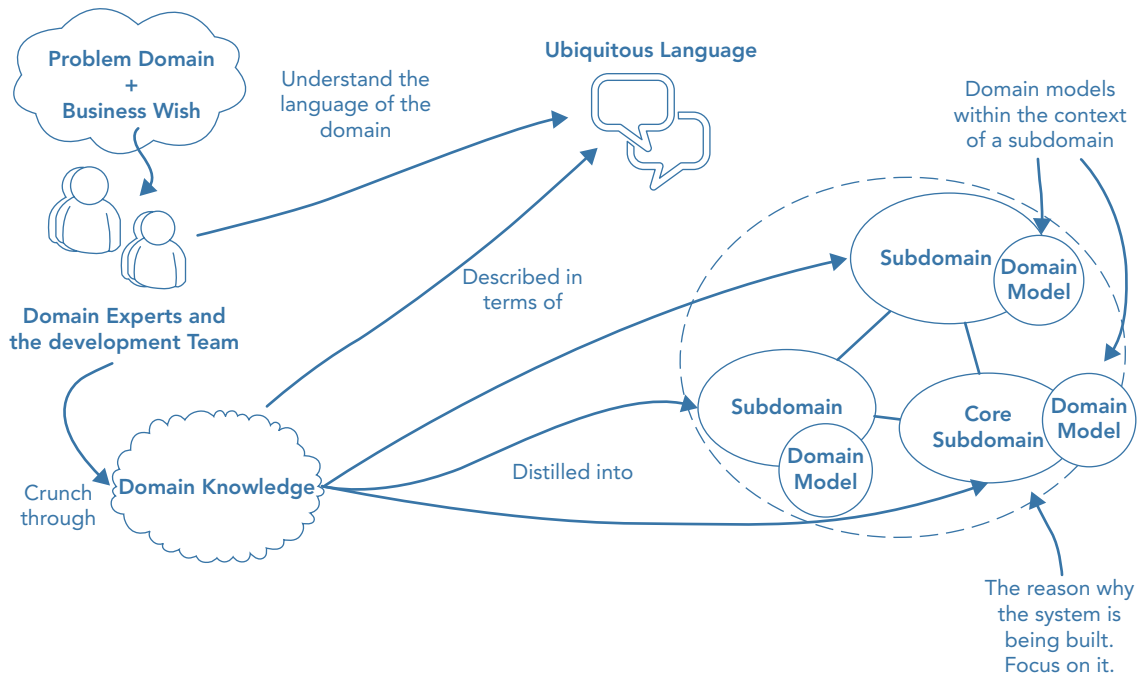 Problem Domain
+
Business Wish
Understand the
language of the
domain
Ubiquitous Language
Domain models
within the context
of a subdomain
Subdomain
Domain
Model
Described in
terms of
Domain Experts and
the development Team
Subdomain
Domain
Model
Core
Subdomain
Domain
Model
Distilled into
Crunch
through
Domain Knowledge
The reason why
the system is
being built.
Focus on it.